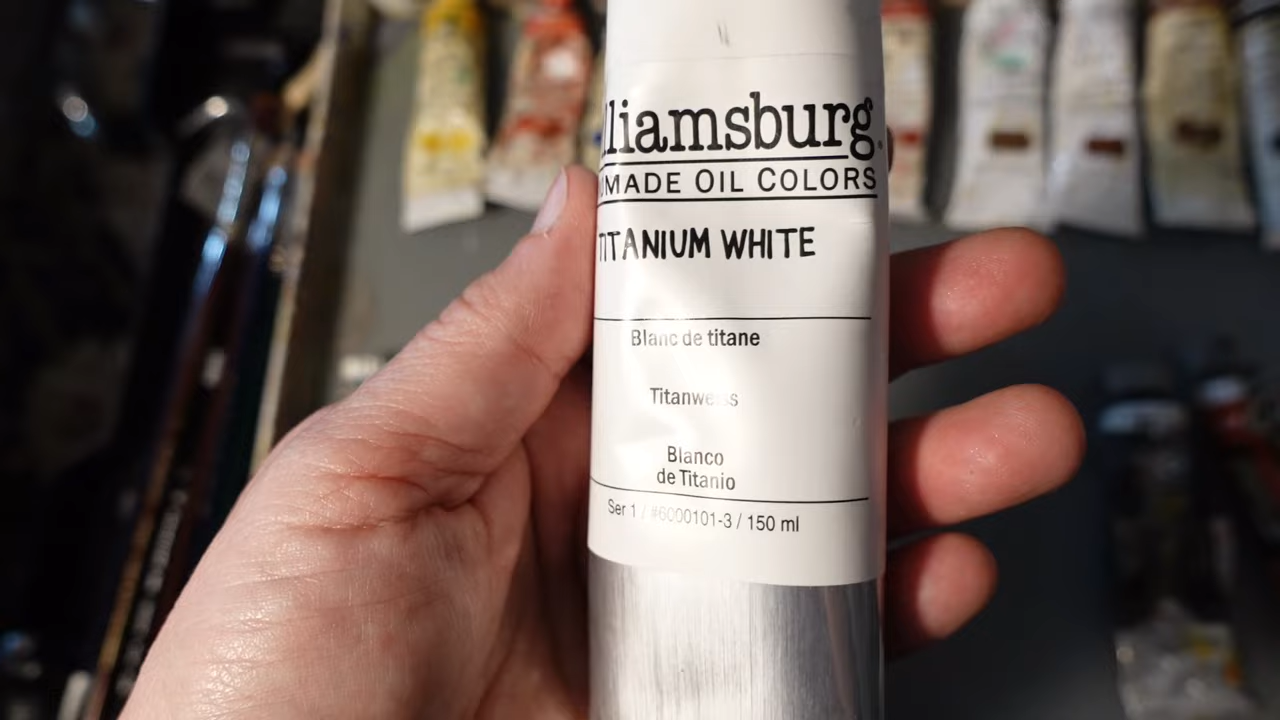 lliamsburg
MADE OIL COLORS
TITANIUM WHITE
Blanc de titane
Titanweiss
Blanco
de Titanio
Ser 1 / #6000101-3 / 150 ml